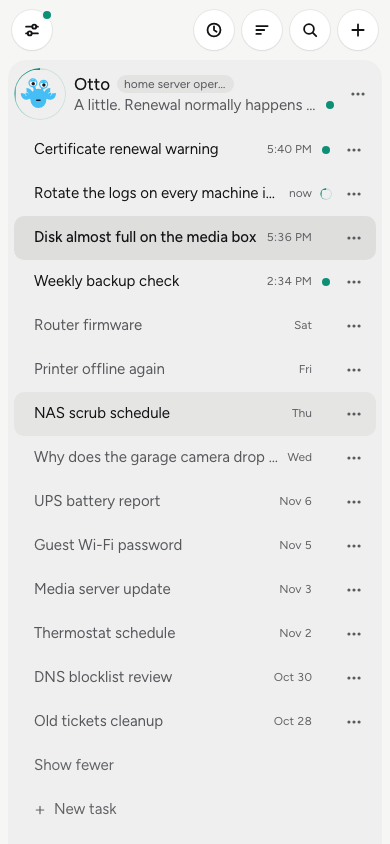 Otto home server oper...
A little. Renewal normally happens ...
Certificate renewal warning 5:40 PM
Rotate the logs on every machine i... now
Disk almost full on the media box 5:36 PM
Weekly backup check 2:34 PM
Router firmware Sat
Printer offline again Fri
NAS scrub schedule Thu
Why does the garage camera drop ... Wed
UPS battery report Nov 6
Guest Wi-Fi password Nov 5
Media server update Nov 3
Thermostat schedule Nov 2
DNS blocklist review Oct 30
Old tickets cleanup Oct 28
Show fewer
+ New task